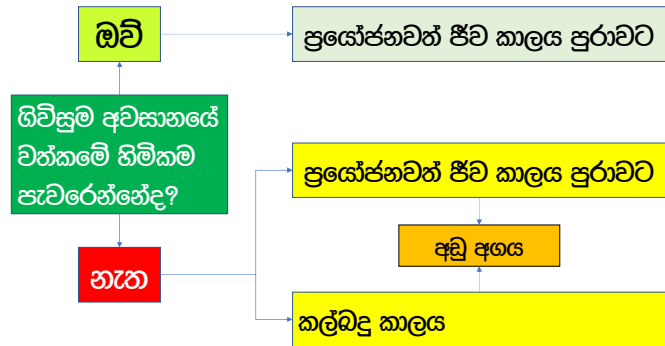 ඔව්
ප්‍රයෝජනවත් ජීව කාලය පුරාවට
ගිවිසුම අවසානයේ
වත්කමේ හිමිකම
පැවරෙන්නේද?
ප්‍රයෝජනවත් ජීව කාලය පුරාවට
අඩු අගය
නැත
කල්බදු කාලය